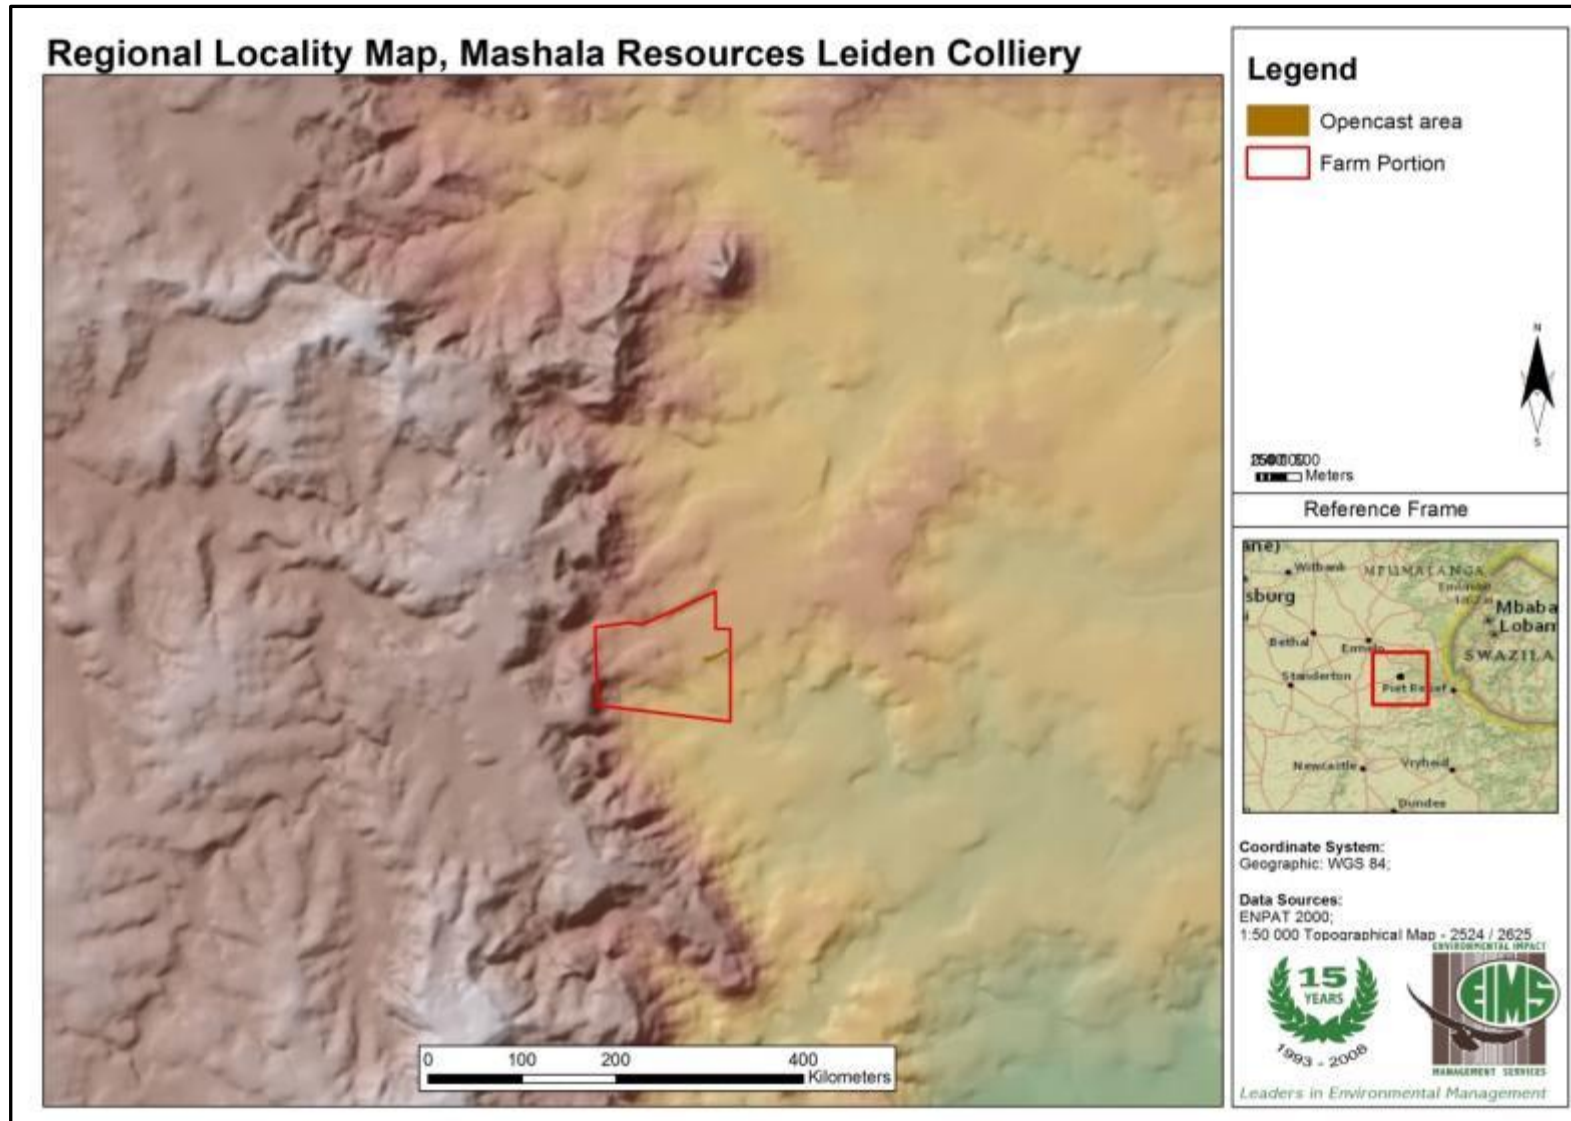 Regional Locality Map, Mashala Resources Leiden Colliery
Legend
Opencast area
Farm Portion
N
S
Meters
Reference Frame
Witbank
MPUMALANGA
sburg
Mbaba
Loban
Bethal
Ermelo
SWAZILA
Standerton
Piet Retief
Newcastle
Vryheid
Dundee
Coordinate System:
Geographic: WGS 84;
Data Sources:
ENPAT 2000;
1:50 000 Topographical Map - 2524 / 2625
ENVIRONMENTAL IMPACT
15
YEARS
EIMS
1993 - 2008
MANAGEMENT SERVICES
Leaders in Environmental Management
0 100 200 400
Kilometers